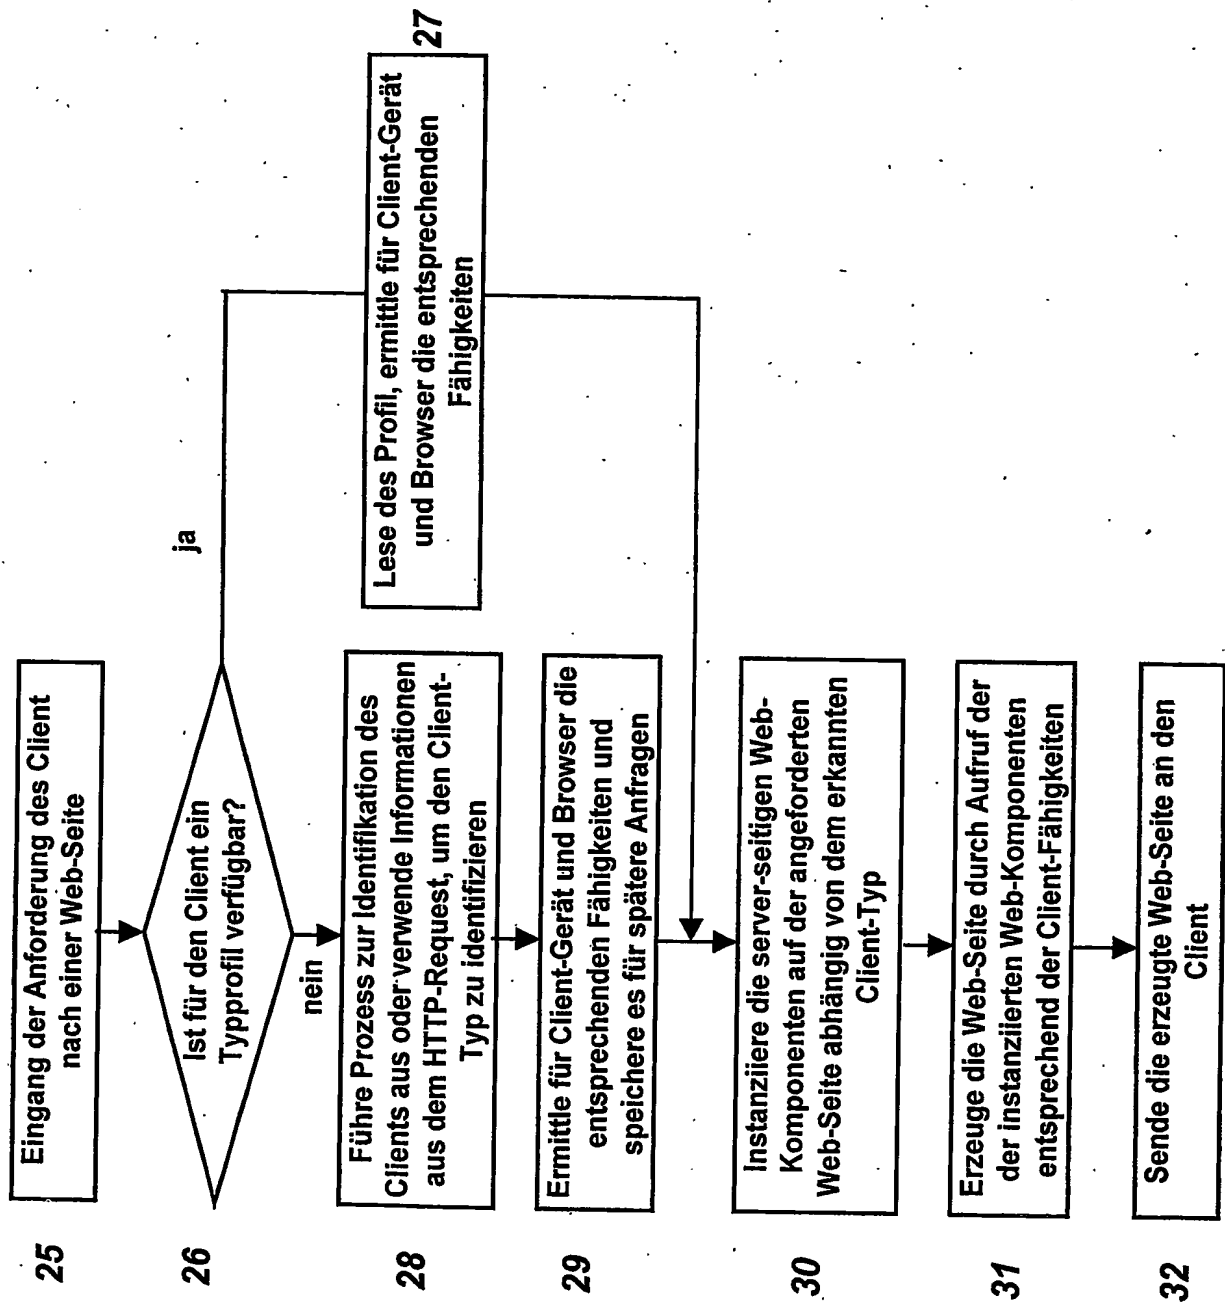 25
Eingang der Anforderung des Client
nach einer Web-Seite
26
Ist für den Client ein
Typprofil verfügbar?
ja
nein
27
Lese des Profil, ermittle für Client-Gerät
und Browser die entsprechenden
Fähigkeiten
28
Führe Prozess zur Identifikation des
Clients aus oder verwende Informationen
aus dem HTTP-Request, um den Client-
Typ zu identifizieren
29
Ermittle für Client-Gerät und Browser die
entsprechenden Fähigkeiten und
speichere es für spätere Anfragen
30
Instanziiere die server-seitigen Web-
Komponenten auf der angeforderten
Web-Seite abhängig von dem erkannten
Client-Typ
31
Erzeuge die Web-Seite durch Aufruf der
der instanziierten Web-Komponenten
entsprechend der Client-Fähigkeiten
32
Sende die erzeugte Web-Seite an den
Client